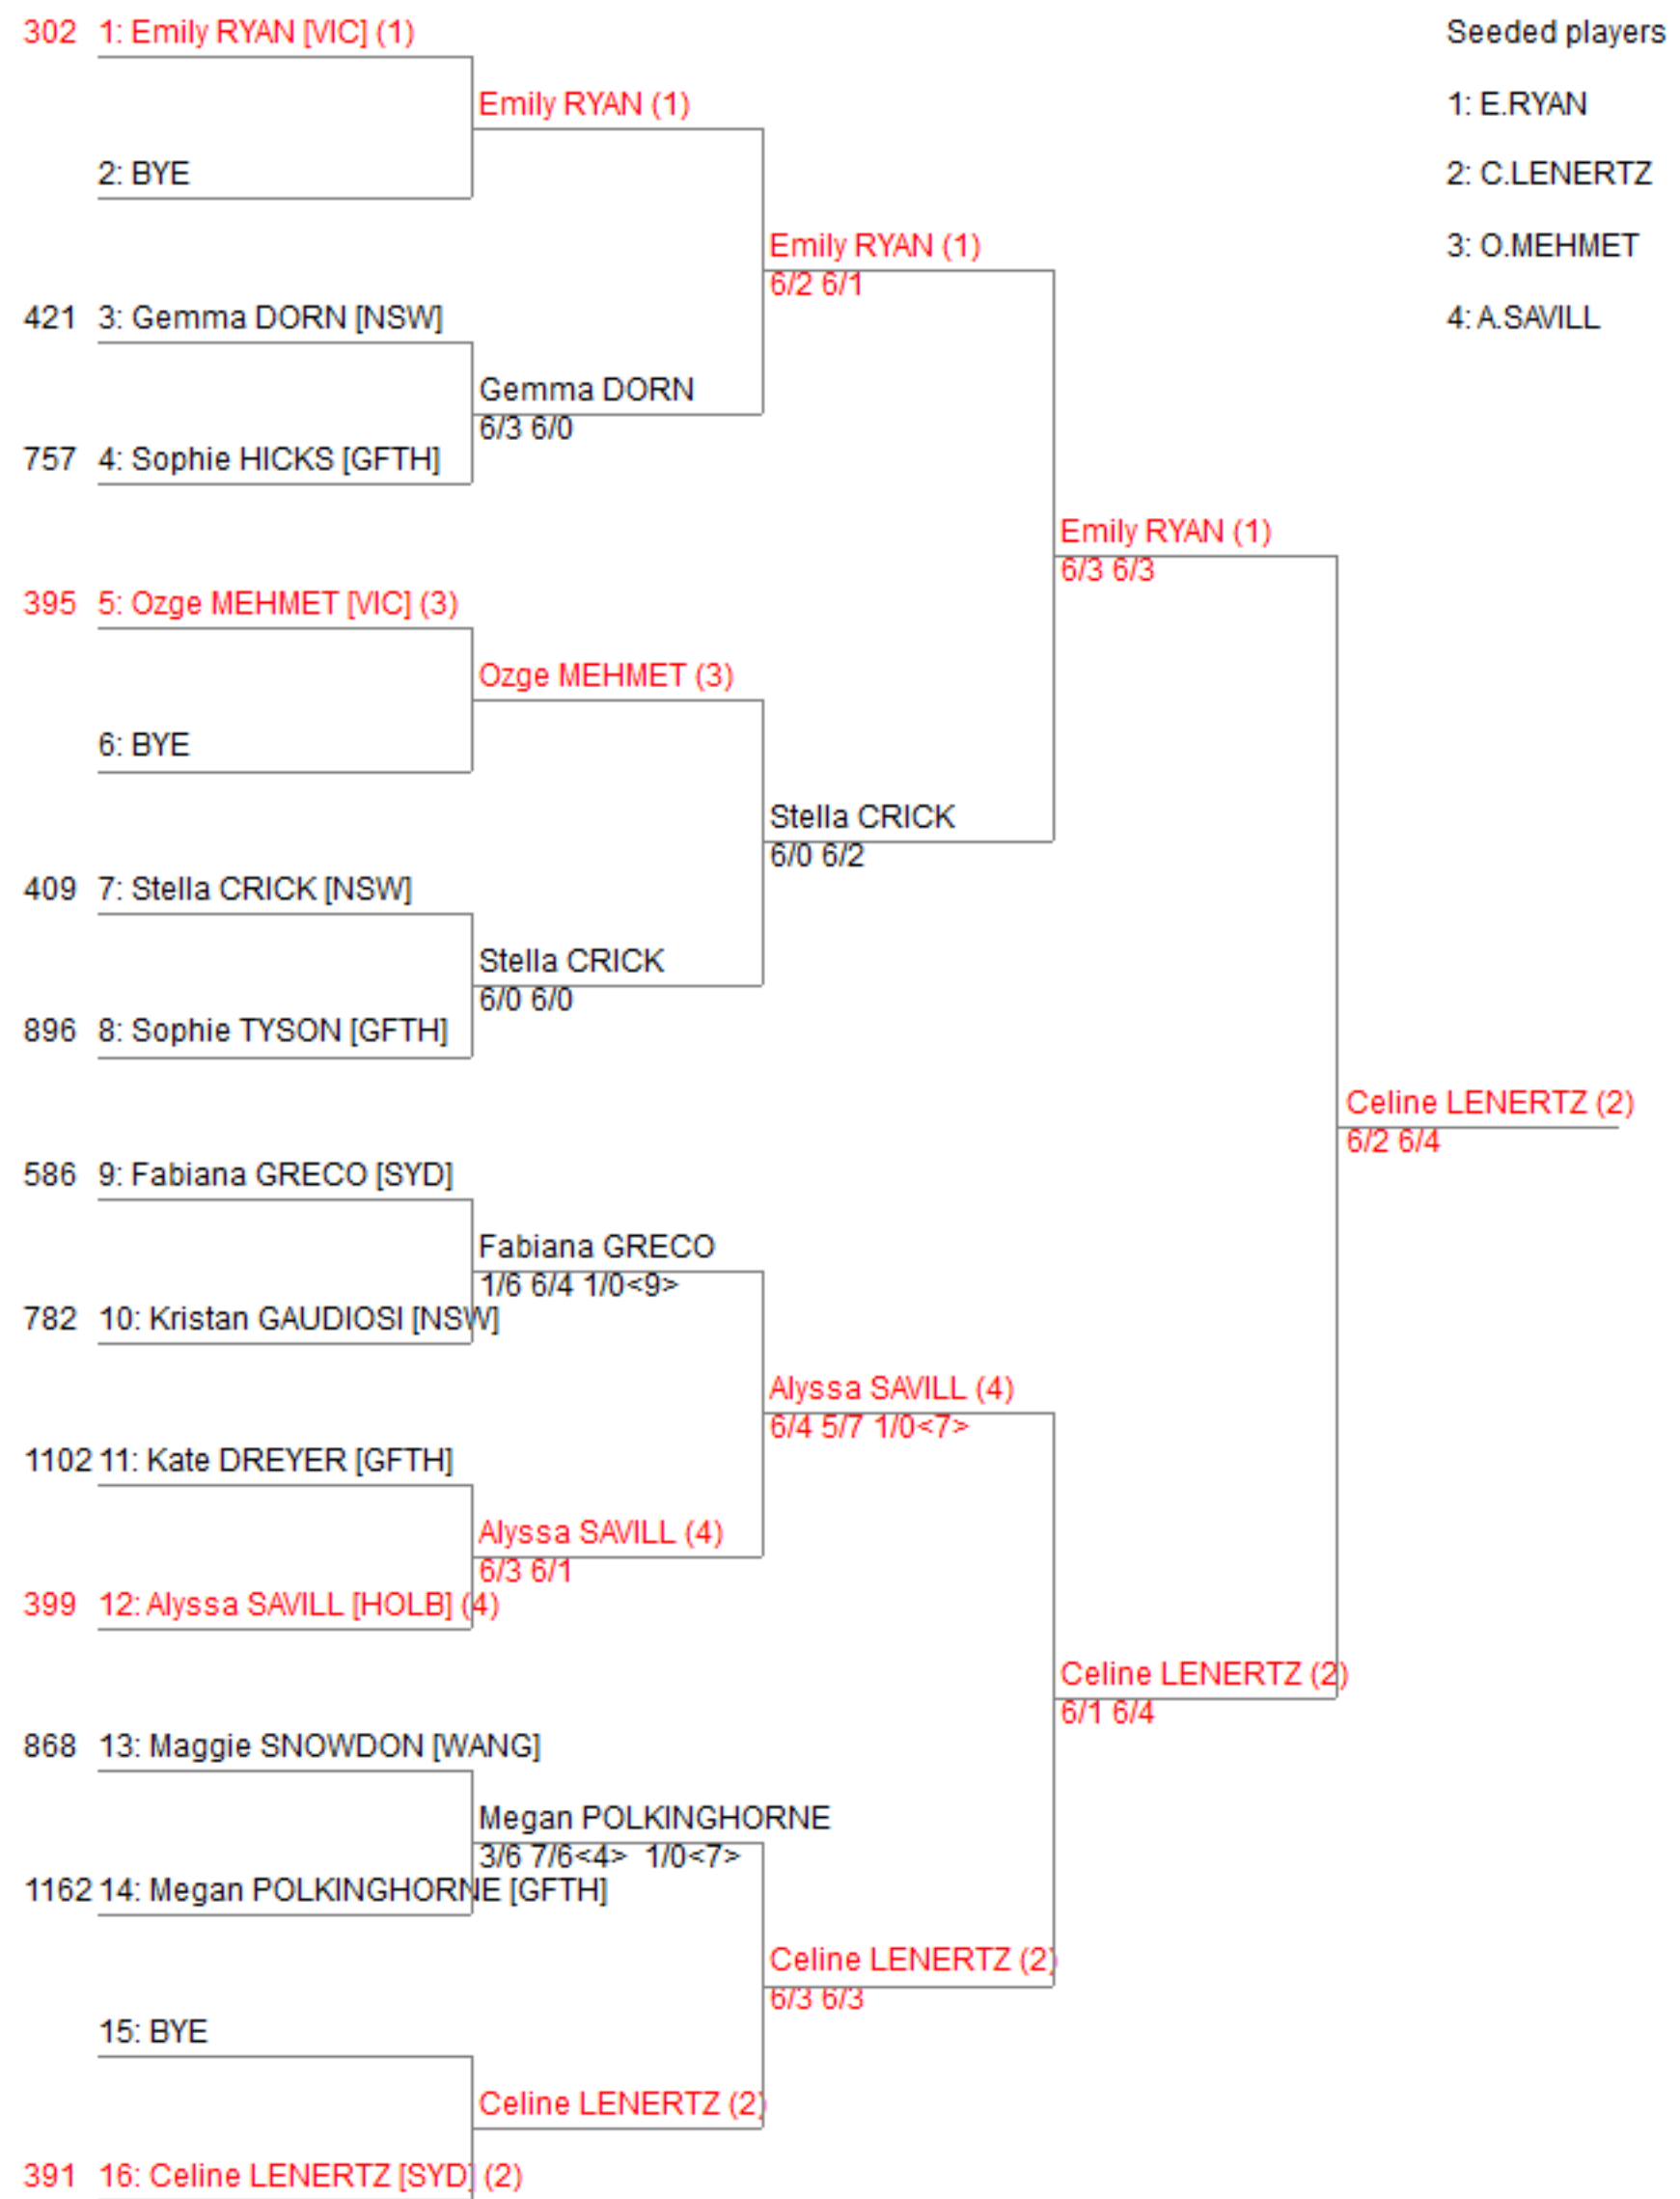 302 1: Emily RYAN [VIC] (1)
Seeded players
Emily RYAN (1)
1: E.RYAN
2: BYE
2: C.LENERTZ
Emily RYAN (1)
6/2 6/1
3: O.MEHMET
421 3: Gemma DORN [NSW]
4: A.SAVILL
Gemma DORN
6/3 6/0
757 4: Sophie HICKS [GFTH]
Emily RYAN (1)
6/3 6/3
395 5: Ozge MEHMET [VIC] (3)
Ozge MEHMET (3)
6: BYE
Stella CRICK
6/0 6/2
409 7: Stella CRICK [NSW]
Stella CRICK
6/0 6/0
896 8: Sophie TYSON [GFTH]
Celine LENERTZ (2)
6/2 6/4
586 9: Fabiana GRECO [SYD]
Fabiana GRECO
1/6 6/4 1/0<9>
782 10: Kristan GAUDIOSI [NSW]
Alyssa SAVILL (4)
6/4 5/7 1/0<7>
1102 11: Kate DREYER [GFTH]
Alyssa SAVILL (4)
6/3 6/1
399 12: Alyssa SAVILL [HOLB] (4)
Celine LENERTZ (2)
6/1 6/4
868 13: Maggie SNOWDON [WANG]
Megan POLKINGHORNE
3/6 7/6<4> 1/0<7>
1162 14: Megan POLKINGHORNE [GFTH]
Celine LENERTZ (2)
6/3 6/3
15: BYE
Celine LENERTZ (2)
391 16: Celine LENERTZ [SYD] (2)